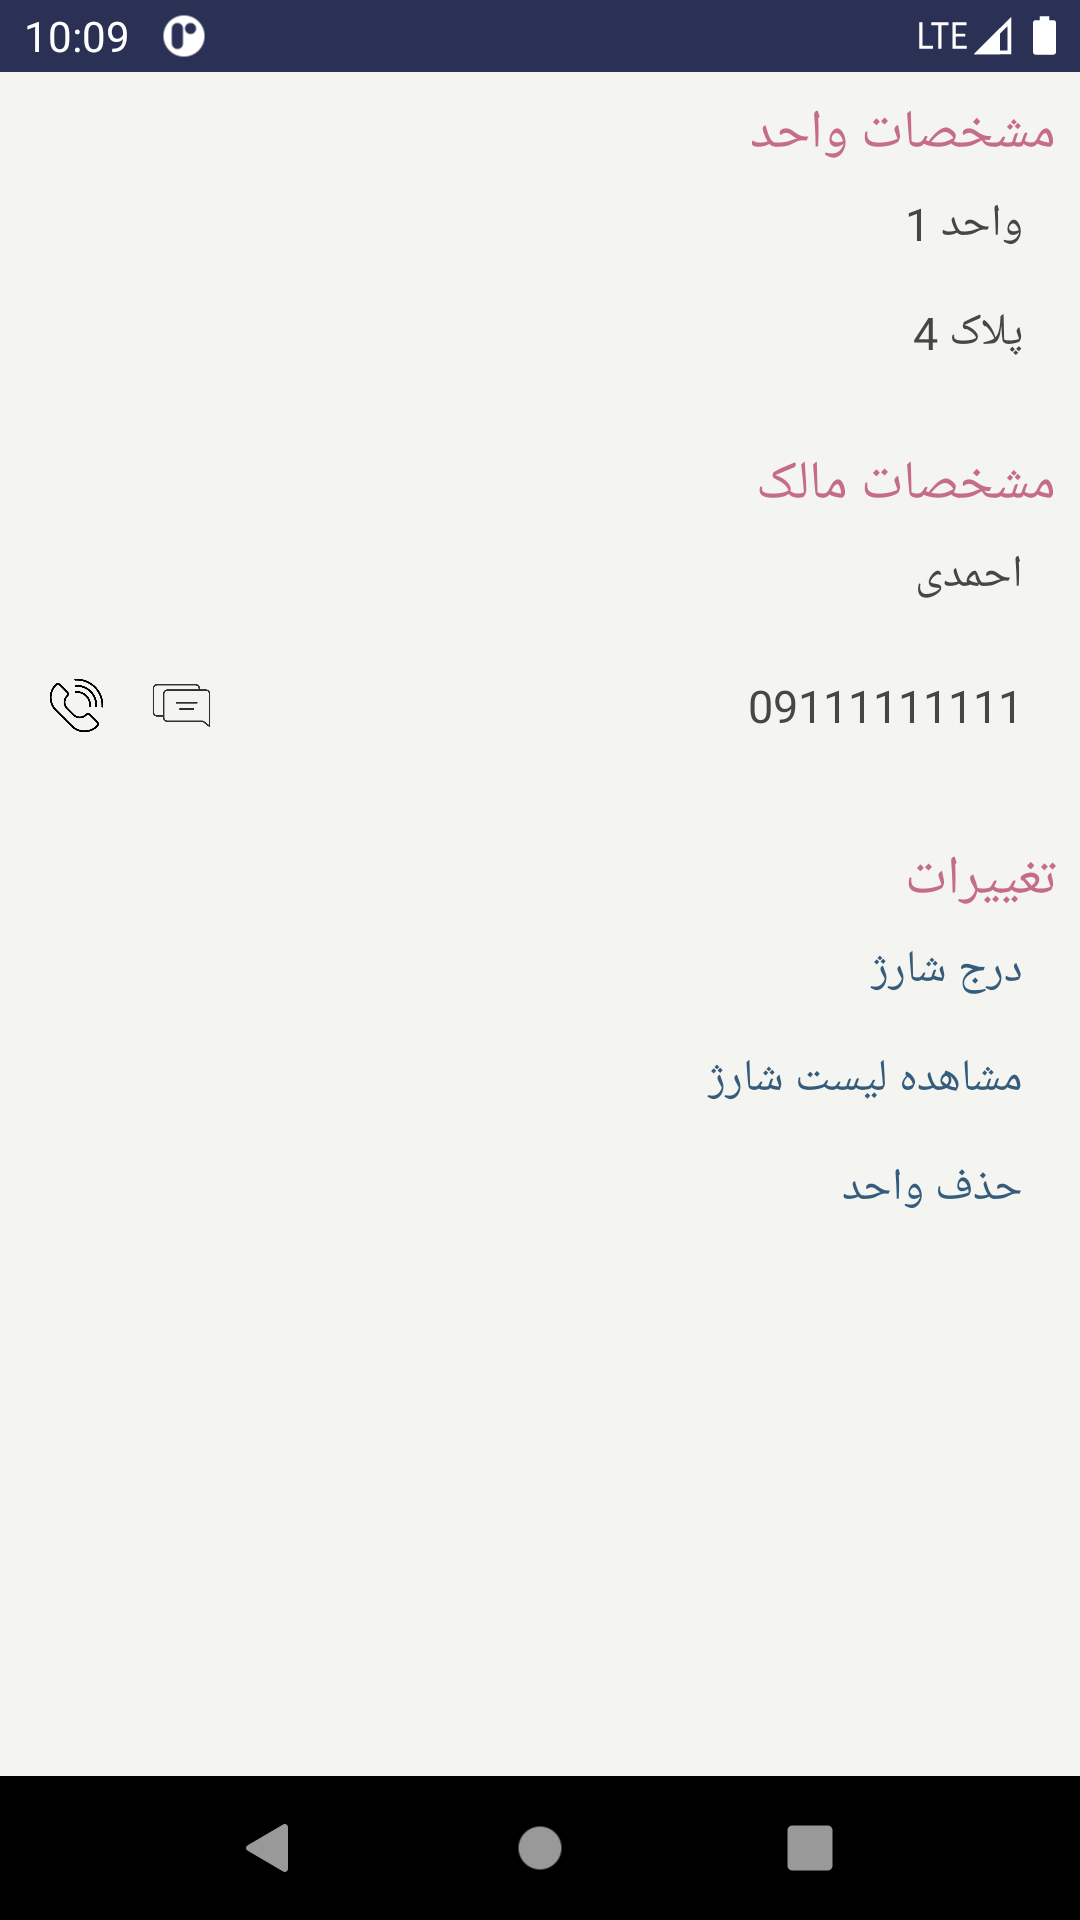 10:09 LTE
مشخصات واحد
واحد 1
پلاک 4
مشخصات مالک
احمدی
09111111111
تغییرات
درج شارژ
مشاهده لیست شارژ
حذف واحد